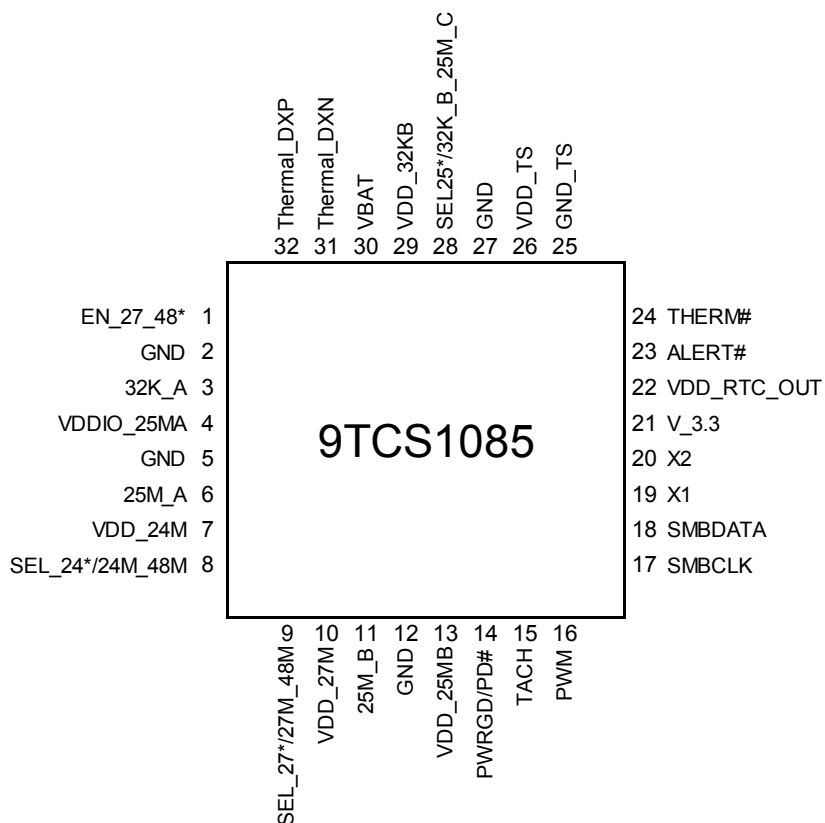 Thermal_DXP
Thermal_DXN
VBAT
VDD_32KB
SEL25*/32K_B_25M_C
GND
VDD_TS
GND_TS
32 31 30 29 28 27 26 25
EN_27_48* 1
GND 2
32K_A 3
VDDIO_25MA 4
GND 5
25M_A 6
VDD_24M 7
SEL_24*/24M_48M 8
9TCS1085
24 THERM#
23 ALERT#
22 VDD_RTC_OUT
21 V_3.3
20 X2
19 X1
18 SMBDATA
17 SMBCLK
9 10 11 12 13 14 15 16
SEL_27*/27M_48M
VDD_27M
25M_B
GND
VDD_25MB
PWRGD/PD#
TACH
PWM